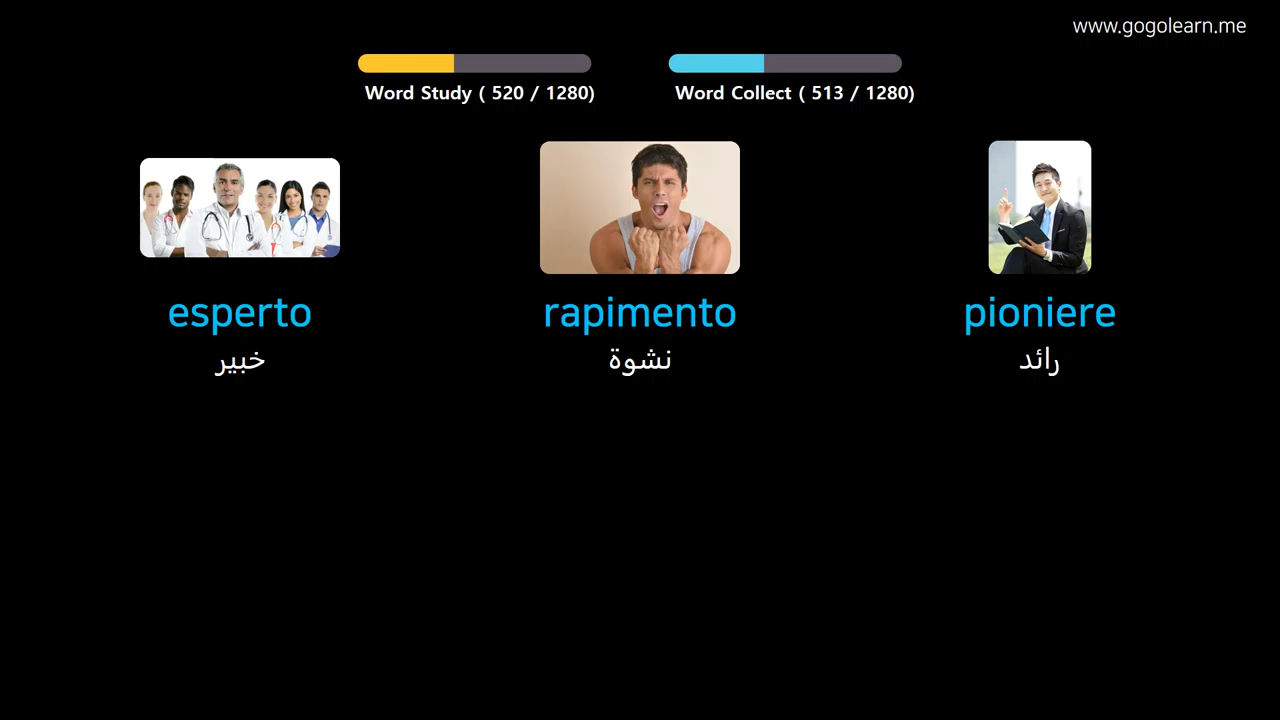 www.gogolearn.me
Word Study ( 520 / 1280)
Word Collect ( 513 / 1280)
esperto
خبير
rapimento
نشوة
pioniere
رائد